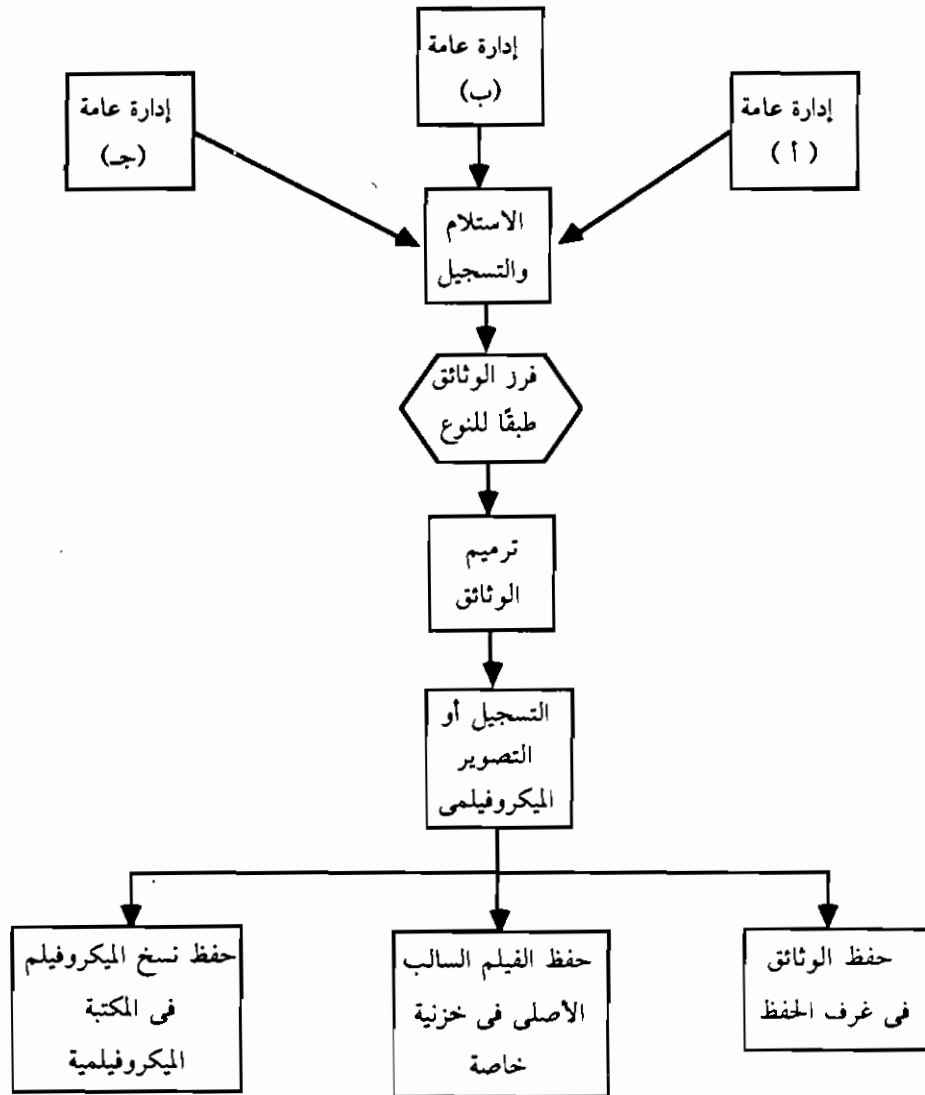 إدارة عامة
(ب)
إدارة عامة
( أ )
إدارة عامة
(جـ)
الاستلام
والتسجيل
فرز الوثائق
طبقًا للنوع
ترميم
الوثائق
التسجيل أو
التصوير
الميكروفيلمى
حفظ الوثائق
فى غرف الحفظ
حفظ الفيلم السالب
الأصلى فى خزنية
خاصة
حفظ نسخ الميكروفيلم
فى المكتبة
الميكروفيلمية